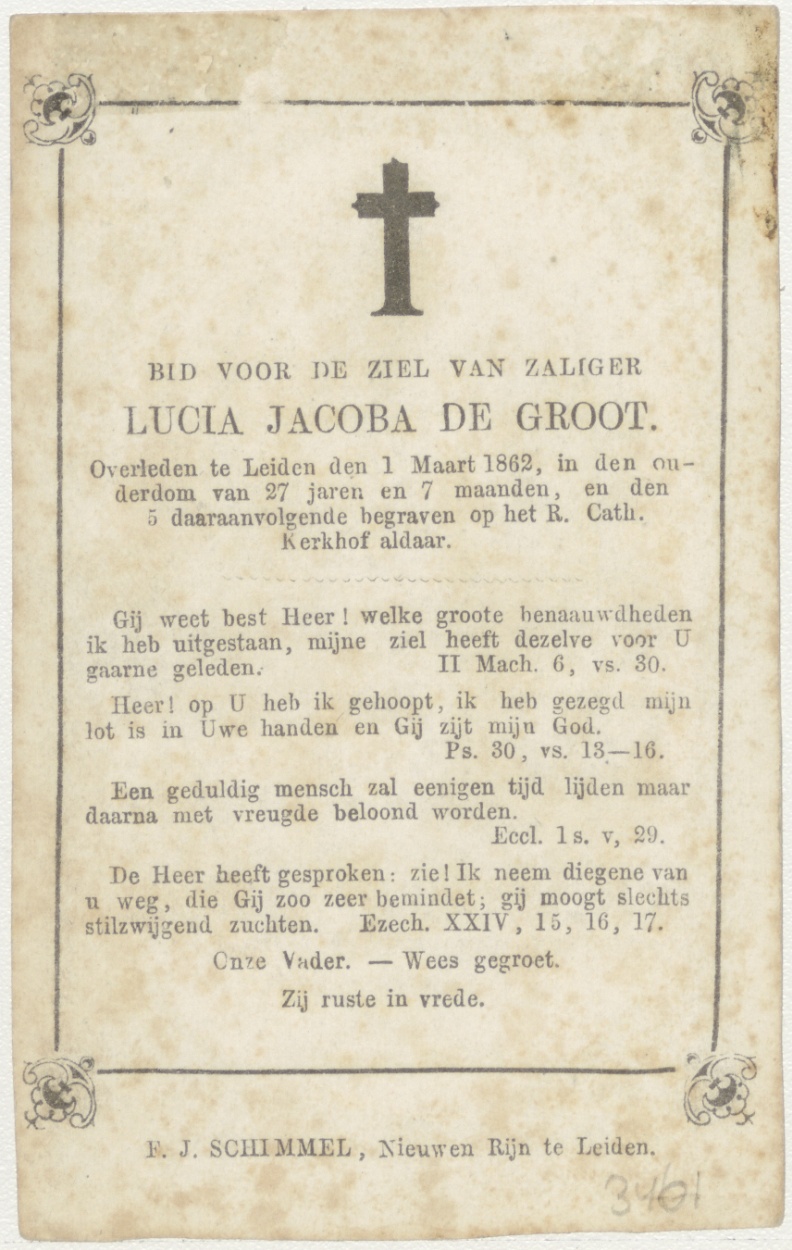 BID VOOR DE ZIEL VAN ZALIGER
LUCIA JACOBA DE GROOT.
Overleden te Leiden den 1 Maart 1862, in den ou-
derdom van 27 jaren en 7 maanden, en den
5 daaraanvolgende begraven op het R. Cath.
Kerkhof aldaar.
Gij weet best Heer! welke groote benaauwdheden
ik heb uitgestaan, mijne ziel heeft dezelve voor U
gaarne geleden. II Mach. 6, vs. 30.
Heer! op U heb ik gehoopt, ik heb gezegd mijn
lot is in Uwe handen en Gij zijt mijn God.
Ps. 30, vs. 13—16.
Een geduldig mensch zal eenigen tijd lijden maar
daarna met vreugde beloond worden.
Eccl. 1 s. v, 29.
De Heer heeft gesproken: zie! Ik neem diegene van
u weg, die Gij zoo zeer bemindet; gij moogt slechts
stilzwijgend zuchten. Ezech. XXIV, 15, 16, 17.
Onze Vader. — Wees gegroet.
Zij ruste in vrede.
F. J. SCHIMMEL, Nieuwen Rijn te Leiden.
3461